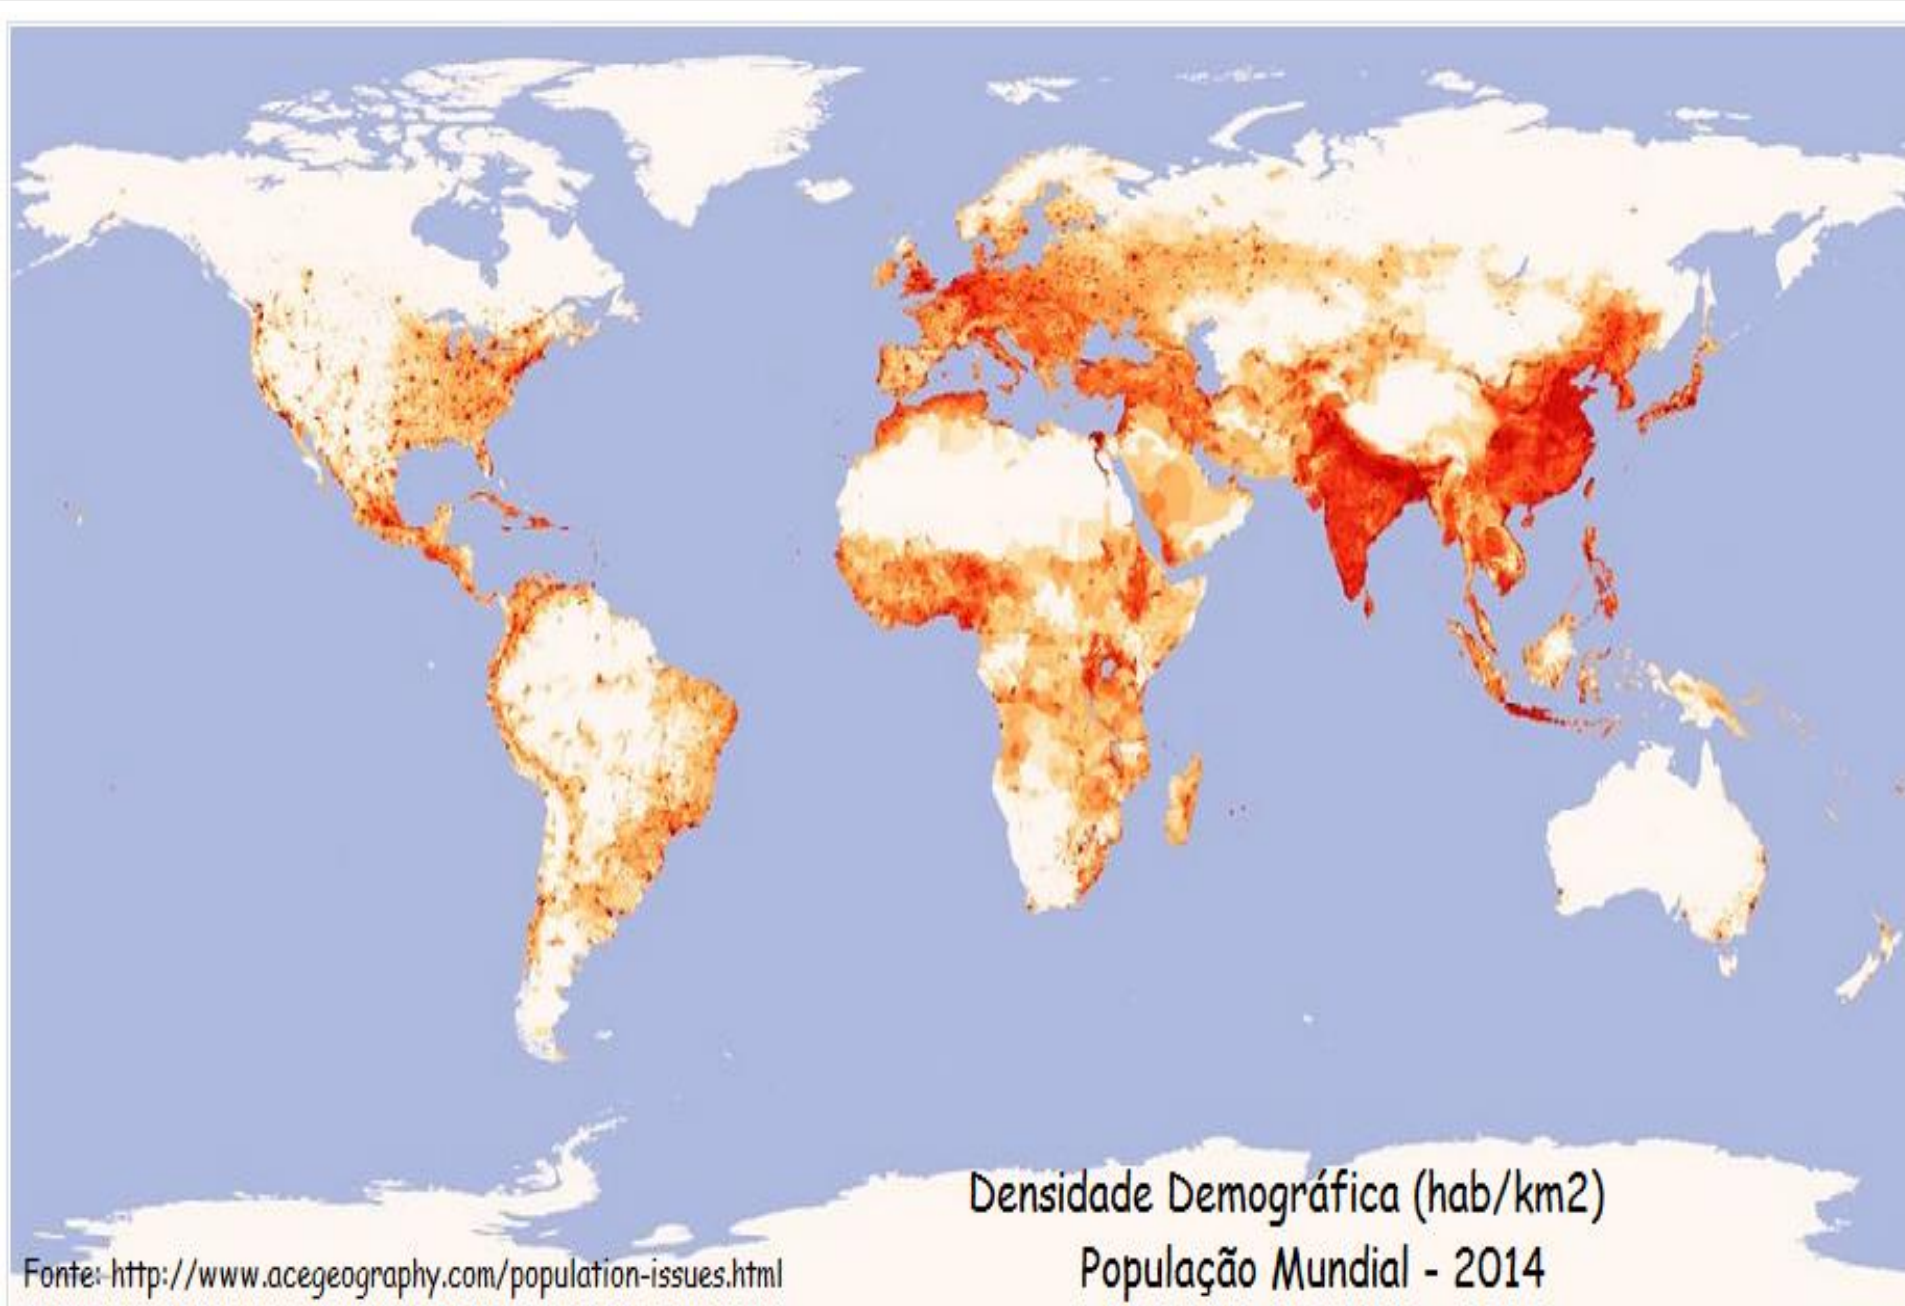 Densidade Demográfica (hab/km2)
População Mundial - 2014
Fonte: http://www.acegeography.com/population-issues.html